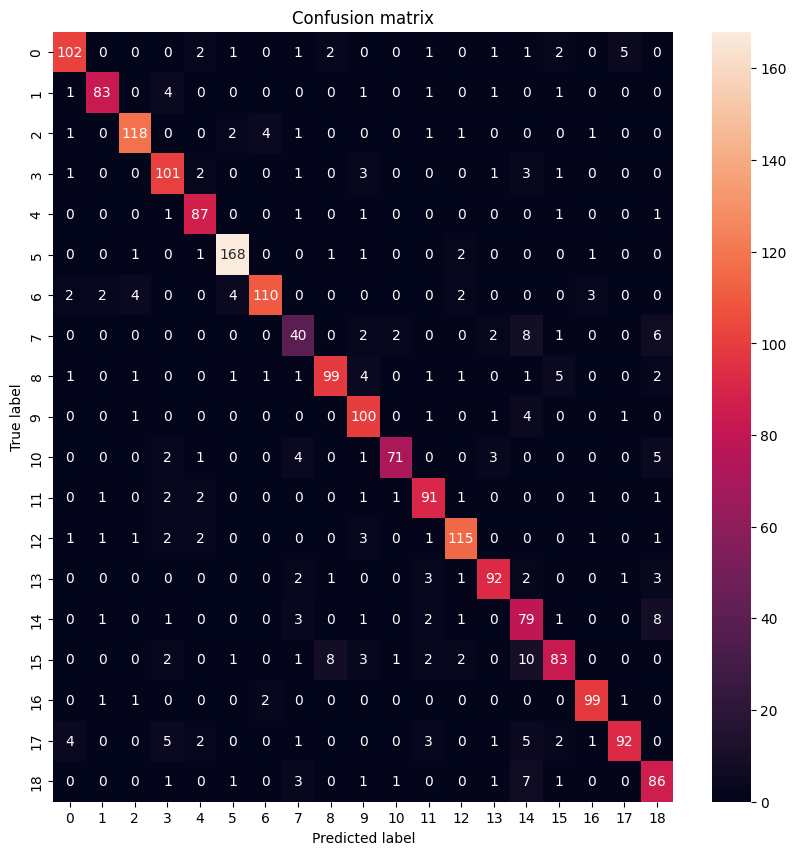 Confusion matrix
0 102 0 0 0 2 1 0 1 2 0 0 1 0 1 1 2 0 5 0
1 1 83 0 4 0 0 0 0 0 1 0 1 0 1 0 1 0 0 0
2 1 0 118 0 0 2 4 1 0 0 0 1 1 0 0 0 1 0 0
3 1 0 0 101 2 0 0 1 0 3 0 0 0 1 3 1 0 0 0
4 0 0 0 1 87 0 0 1 0 1 0 0 0 0 0 1 0 0 1
5 0 0 1 0 1 168 0 0 1 1 0 0 2 0 0 0 1 0 0
6 2 2 4 0 0 4 110 0 0 0 0 0 2 0 0 0 3 0 0
7 0 0 0 0 0 0 0 40 0 2 2 0 0 2 8 1 0 0 6
8 1 0 1 0 0 1 1 1 99 4 0 1 1 0 1 5 0 0 2
9 0 0 1 0 0 0 0 0 0 100 0 1 0 1 4 0 0 1 0
10 0 0 0 2 1 0 0 4 0 1 71 0 0 3 0 0 0 0 5
11 0 1 0 2 2 0 0 0 0 1 1 91 1 0 0 0 1 0 1
12 1 1 1 2 2 0 0 0 0 3 0 1 115 0 0 0 1 0 1
13 0 0 0 0 0 0 0 2 1 0 0 3 1 92 2 0 0 1 3
14 0 1 0 1 0 0 0 3 0 1 0 2 1 0 79 1 0 0 8
15 0 0 0 2 0 1 0 1 8 3 1 2 2 0 10 83 0 0 0
16 0 1 1 0 0 0 2 0 0 0 0 0 0 0 0 0 99 1 0
17 4 0 0 5 2 0 0 1 0 0 0 3 0 1 5 2 1 92 0
18 0 0 0 1 0 1 0 3 0 1 1 0 0 1 7 1 0 0 86
0 1 2 3 4 5 6 7 8 9 10 11 12 13 14 15 16 17 18
Predicted label
True label
160
140
120
100
80
60
40
20
0